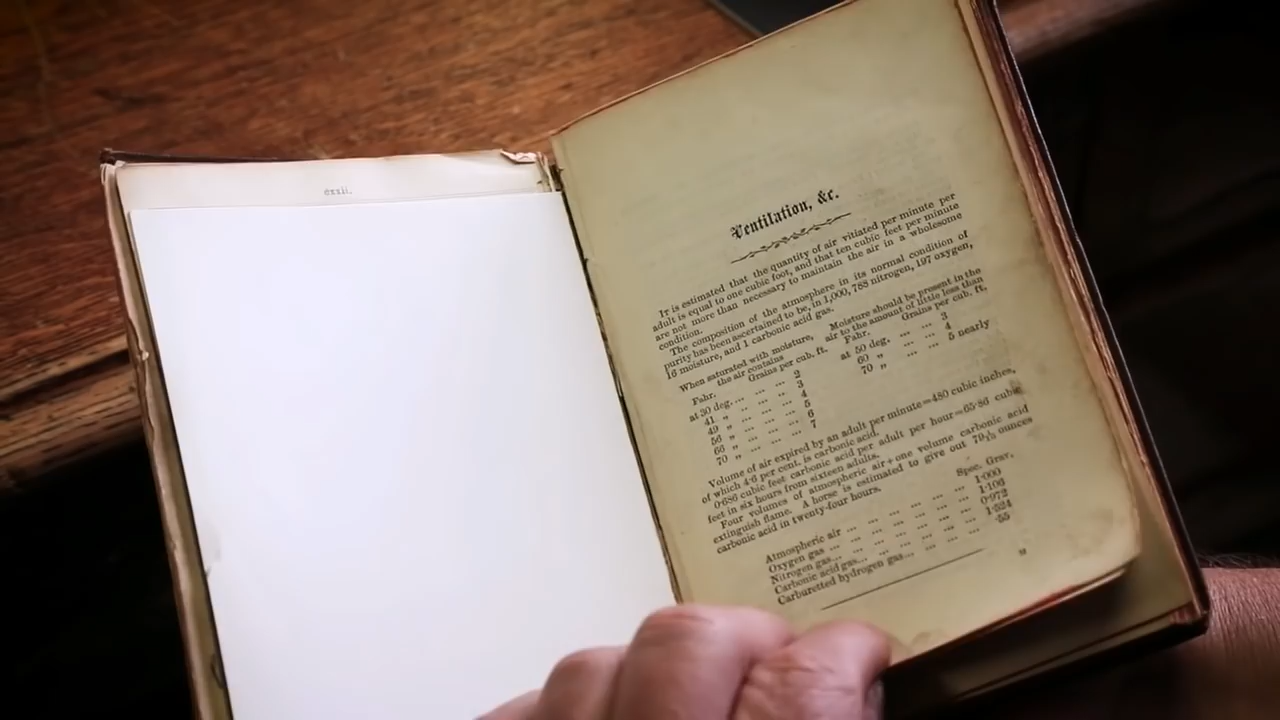 cxxii.
Ventilation, &c.
It is estimated that the quantity of air vitiated per minute per
adult is equal to one cubic foot, and that ten cubic feet per minute
are not more than necessary to maintain the air in a wholesome
condition.
The composition of the atmosphere in its normal condition of
purity has been ascertained to be, in 1,000, 788 nitrogen, 197 oxygen,
16 moisture, and 1 carbonic acid gas.
When saturated with moisture,
the air contains
Fahr. Grains per cub. ft.
at 30 deg. ... ... ... 2
41 „ ... ... ... 3
49 „ ... ... ... 4
56 „ ... ... ... 5
66 „ ... ... ... 6
70 „ ... ... ... 7
Moisture should be present in the
air to the amount of little less than
Fahr. Grains per cub. ft.
at 50 deg. ... ... ... 3
60 „ ... ... ... 4
70 „ ... ... ... 5 nearly
Volume of air expired by an adult per minute=480 cubic inches,
of which 4·6 per cent. is carbonic acid.
0·686 cubic feet carbonic acid per adult per hour=65·86 cubic
feet in six hours from sixteen adults.
Four volumes of atmospheric air+one volume carbonic acid
extinguish flame. A horse is estimated to give out 79 ounces
carbonic acid in twenty-four hours.
Spec. Grav.
Atmospheric air ... ... ... ... ... 1·000
Oxygen gas ... ... ... ... ... 1·106
Nitrogen gas... ... ... ... ... 0·972
Carbonic acid gas... ... ... ... ... 1·524
Carburetted hydrogen gas... ... ... ... ·55